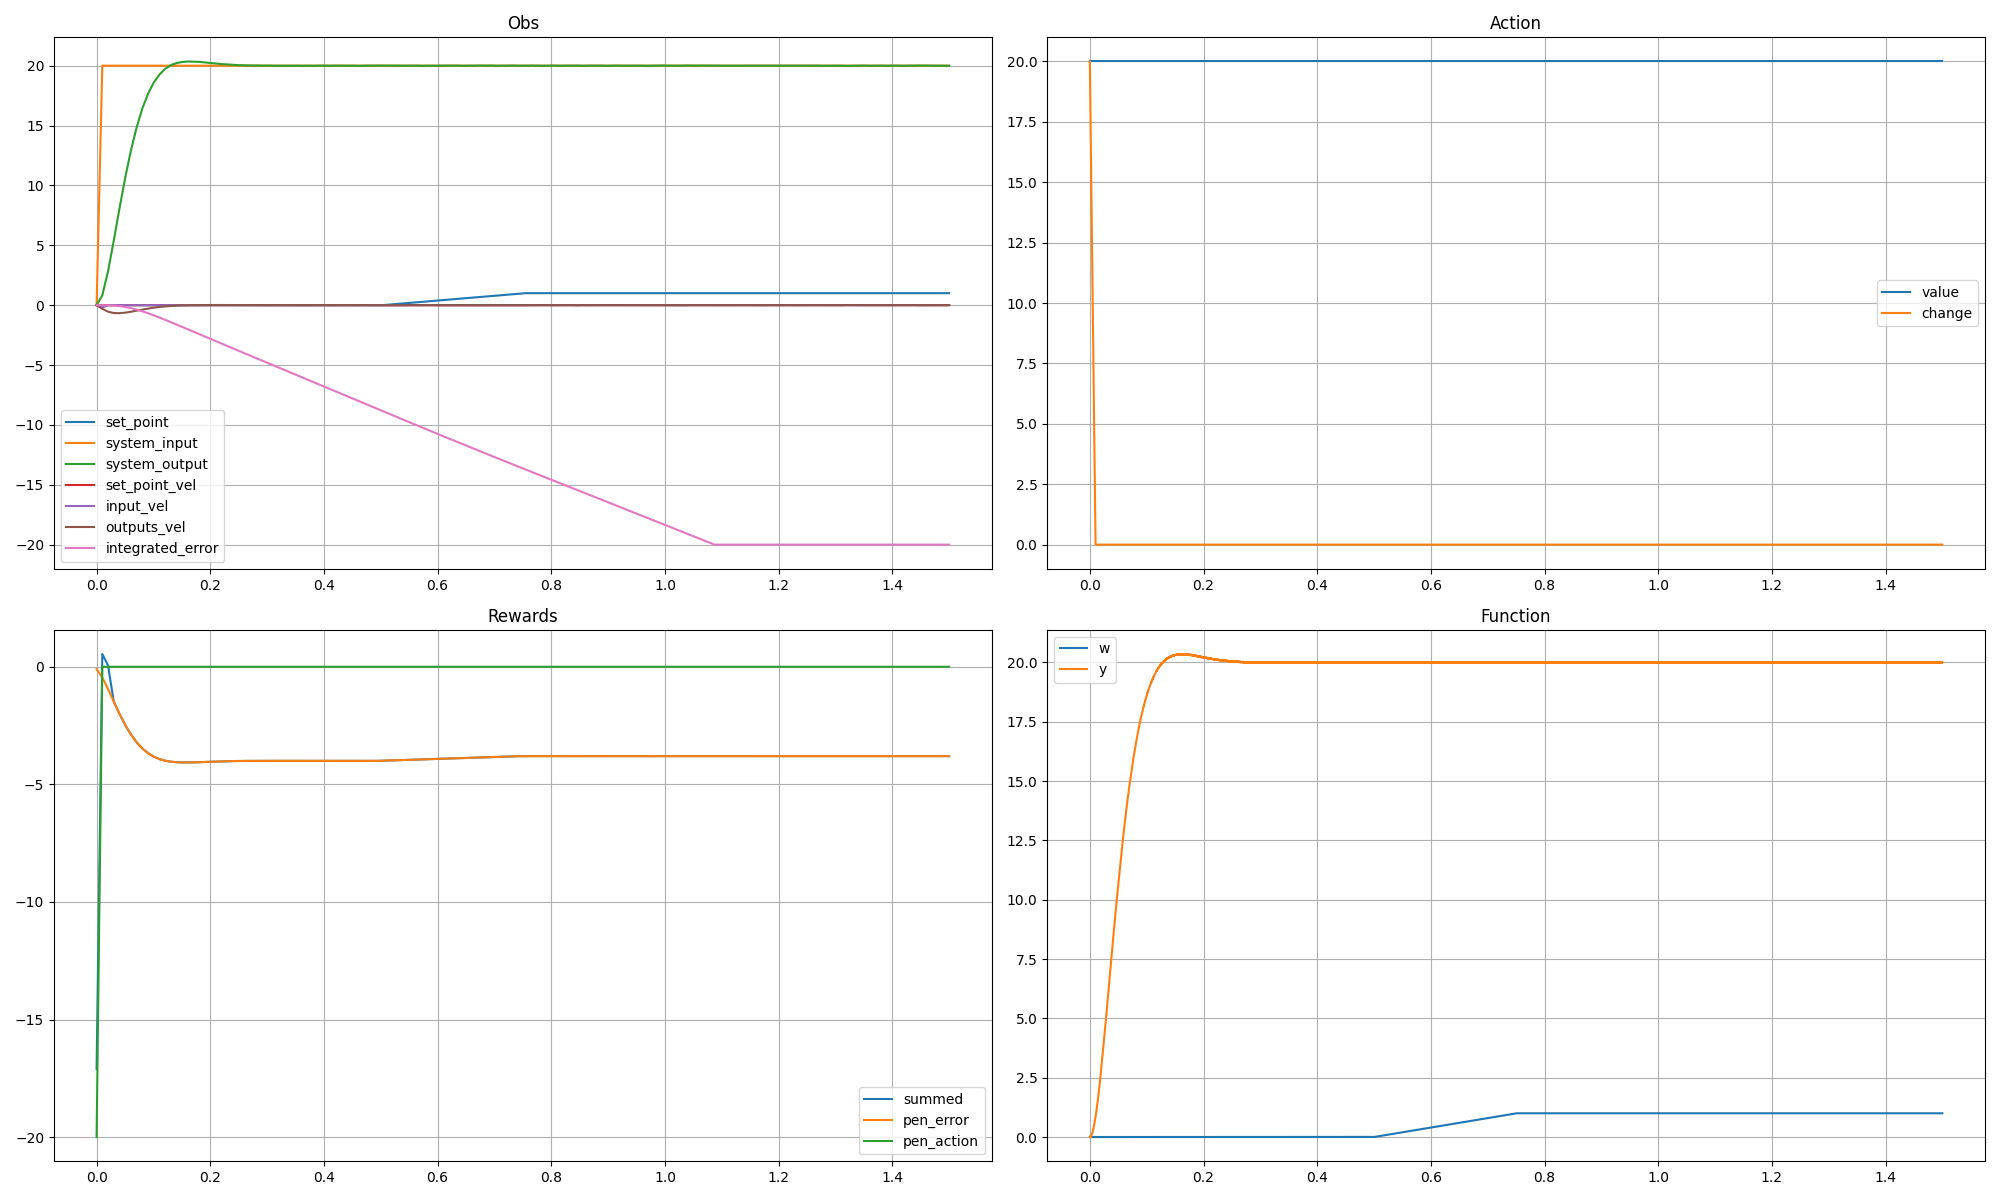 Obs
20
15
10
5
0
−5
−10
−15
−20
set_point
system_input
system_output
set_point_vel
input_vel
outputs_vel
integrated_error
0.0 0.2 0.4 0.6 0.8 1.0 1.2 1.4
Action
20.0
17.5
15.0
12.5
10.0
7.5
5.0
2.5
0.0
value
change
0.0 0.2 0.4 0.6 0.8 1.0 1.2 1.4
Rewards
0
−5
−10
−15
−20
summed
pen_error
pen_action
0.0 0.2 0.4 0.6 0.8 1.0 1.2 1.4
Function
w
y
20.0
17.5
15.0
12.5
10.0
7.5
5.0
2.5
0.0
0.0 0.2 0.4 0.6 0.8 1.0 1.2 1.4